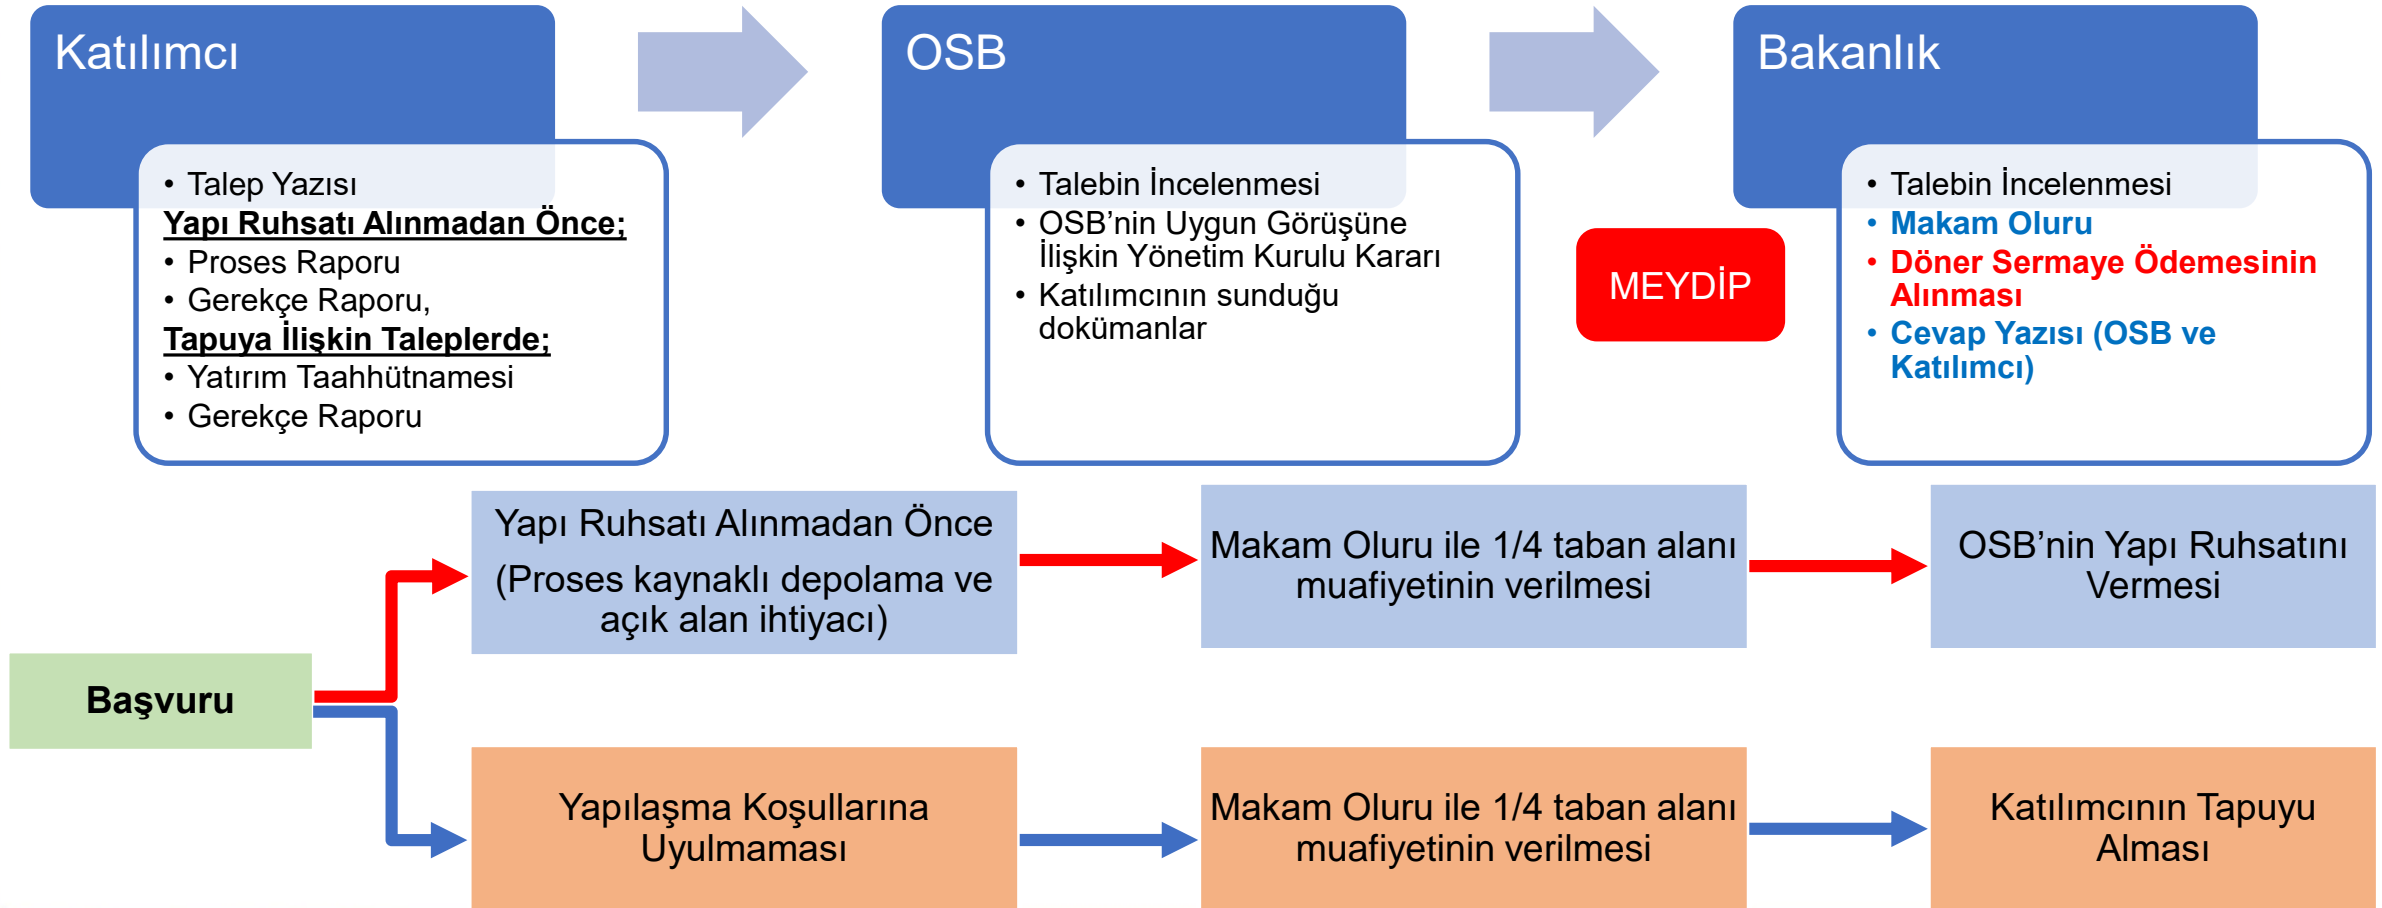 Katılımcı
• Talep Yazısı
Yapı Ruhsatı Alınmadan Önce;
• Proses Raporu
• Gerekçe Raporu,
Tapuya İlişkin Taleplerde;
• Yatırım Taahhütnamesi
• Gerekçe Raporu
OSB
• Talebin İncelenmesi
• OSB’nin Uygun Görüşüne
İlişkin Yönetim Kurulu Kararı
• Katılımcının sunduğu
dokümanlar
MEYDİP
Bakanlık
• Talebin İncelenmesi
• Makam Oluru
• Döner Sermaye Ödemesinin
Alınması
• Cevap Yazısı (OSB ve
Katılımcı)
Başvuru
Yapı Ruhsatı Alınmadan Önce
(Proses kaynaklı depolama ve
açık alan ihtiyacı)
Makam Oluru ile 1/4 taban alanı
muafiyetinin verilmesi
OSB’nin Yapı Ruhsatını
Vermesi
Yapılaşma Koşullarına
Uyulmaması
Makam Oluru ile 1/4 taban alanı
muafiyetinin verilmesi
Katılımcının Tapuyu
Alması